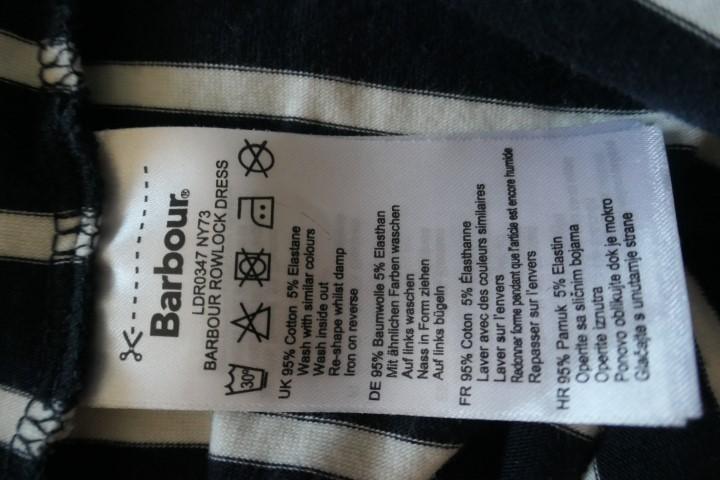 Barbour®
LDR0347 NY73
BARBOUR ROWLOCK DRESS
30°
UK 95% Cotton 5% Elastane
Wash with similar colours
Wash inside out
Re-shape whilst damp
Iron on reverse
DE 95% Baumwolle 5% Elasthan
Mit ähnlichen Farben waschen
Auf links waschen
Nass in Form ziehen
Auf links bügeln
FR 95% Coton 5% Élasthanne
Laver avec des couleurs similaires
Laver sur l'envers
Redonner forme pendant que l'article est encore humide
Repasser sur l'envers
HR 95% Pamuk 5% Elastin
Operite sa sličnim bojama
Operite iznutra
Ponovo oblikujte dok je mokro
Glačajte s unutarnje strane